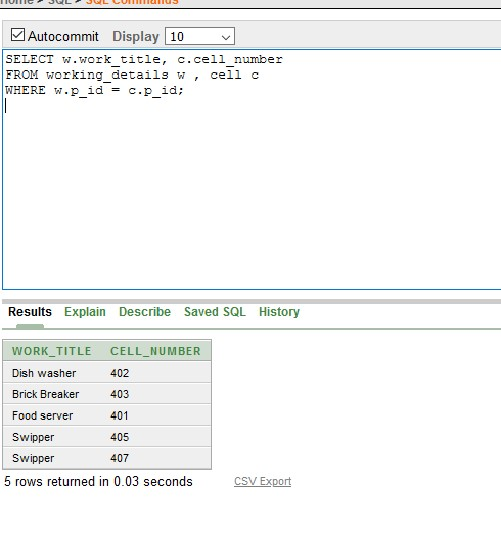 Home > SQL > SQL Commands
Autocommit Display 10
SELECT w.work_title, c.cell_number
FROM working_details w , cell c
WHERE w.p_id = c.p_id;
Results Explain Describe Saved SQL History
WORK_TITLE CELL_NUMBER
Dish washer 402
Brick Breaker 403
Food server 401
Swipper 405
Swipper 407
5 rows returned in 0.03 seconds CSV Export